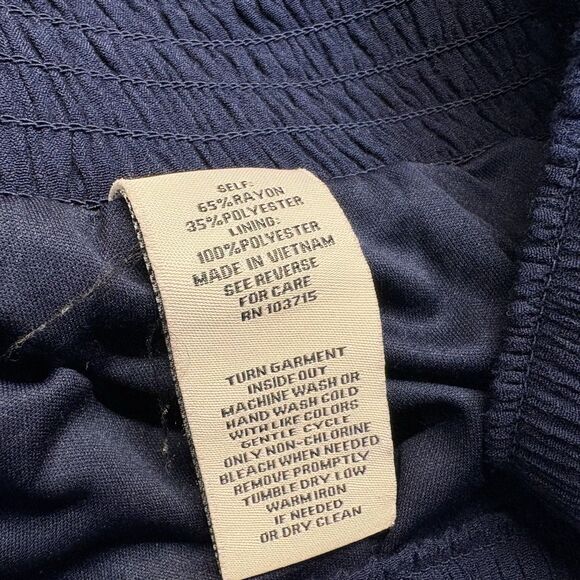 SELF:
65%RAYON
35%POLYESTER
LINING:
100%POLYESTER
MADE IN VIETNAM
SEE REVERSE
FOR CARE
RN 103715
TURN GARMENT
INSIDE OUT
MACHINE WASH OR
HAND WASH COLD
WITH LIKE COLORS
GENTLE CYCLE
ONLY NON-CHLORINE
BLEACH WHEN NEEDED
REMOVE PROMPTLY
TUMBLE DRY LOW
WARM IRON
IF NEEDED
OR DRY CLEAN